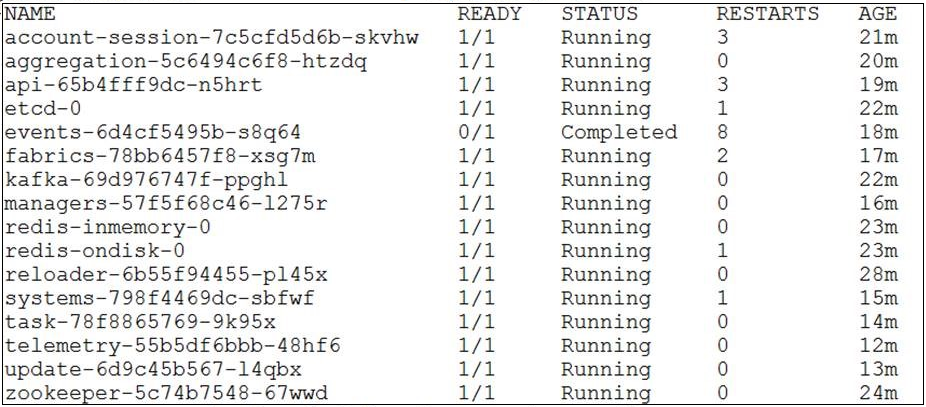 NAME READY STATUS RESTARTS AGE
account-session-7c5cfd5d6b-skvhw 1/1 Running 3 21m
aggregation-5c6494c6f8-htzdq 1/1 Running 0 20m
api-65b4fff9dc-n5hrt 1/1 Running 3 19m
etcd-0 1/1 Running 1 22m
events-6d4cf5495b-s8q64 0/1 Completed 8 18m
fabrics-78bb6457f8-xsg7m 1/1 Running 2 17m
kafka-69d976747f-ppghl 1/1 Running 0 22m
managers-57f5f68c46-l275r 1/1 Running 0 16m
redis-inmemory-0 1/1 Running 0 23m
redis-ondisk-0 1/1 Running 1 23m
reloader-6b55f94455-pl45x 1/1 Running 0 28m
systems-798f4469dc-sbfwf 1/1 Running 1 15m
task-78f8865769-9k95x 1/1 Running 0 14m
telemetry-55b5df6bbb-48hf6 1/1 Running 0 12m
update-6d9c45b567-l4qbx 1/1 Running 0 13m
zookeeper-5c74b7548-67wwd 1/1 Running 0 24m